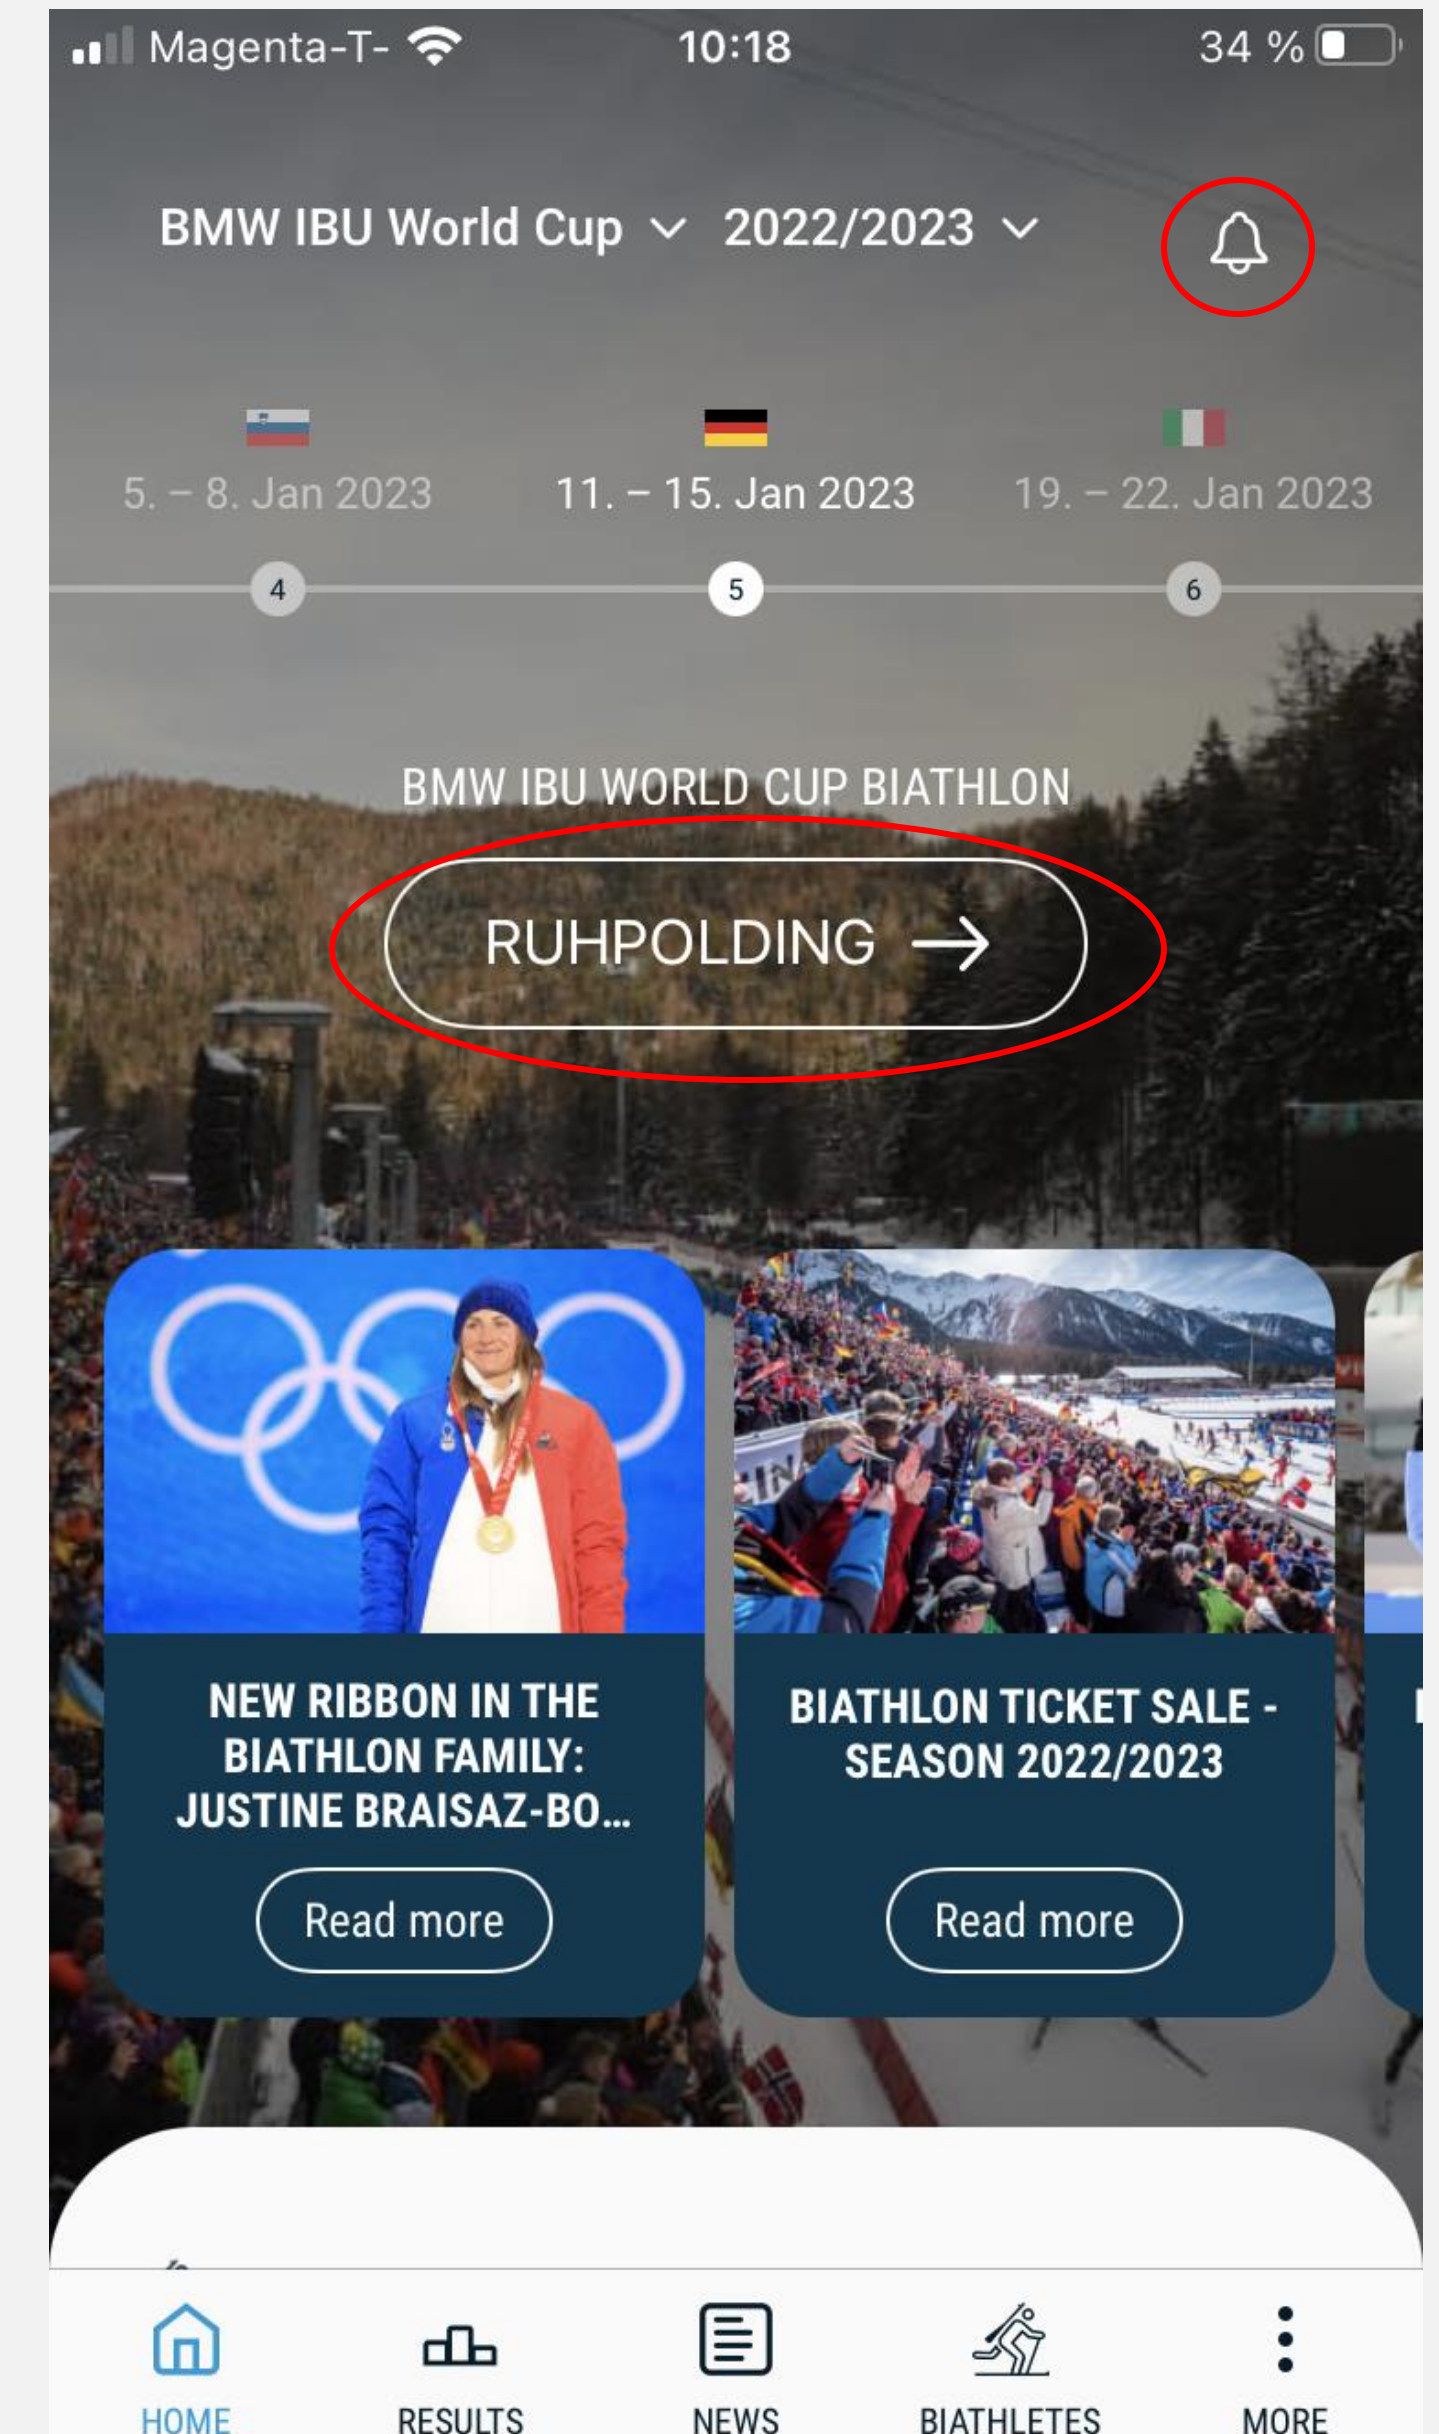 Magenta-T- 10:18 34 %
BMW IBU World Cup 2022/2023
5. – 8. Jan 2023 11. – 15. Jan 2023 19. – 22. Jan 2023
4 5 6
BMW IBU WORLD CUP BIATHLON
RUHPOLDING →
NEW RIBBON IN THE
BIATHLON FAMILY:
JUSTINE BRAISAZ-BO...
Read more
BIATHLON TICKET SALE -
SEASON 2022/2023
Read more
HOME RESULTS NEWS BIATHLETES MORE